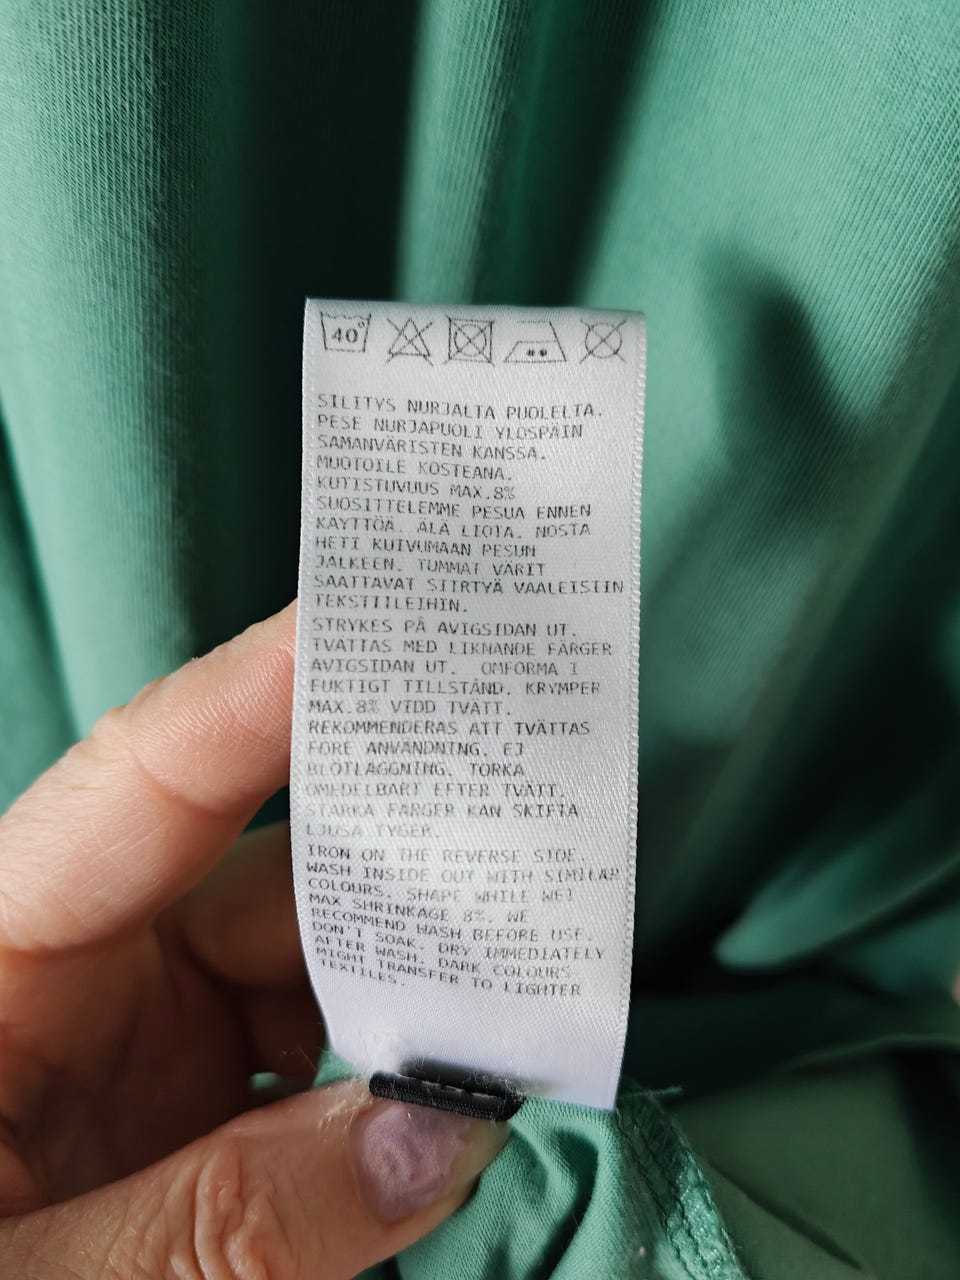 40°
SILITYS NURJALTA PUOLELTA.
PESE NURJAPUOLI YLÖSPÄIN
SAMANVÄRISTEN KANSSA.
MUOTOILE KOSTEANA.
KUTISTUVUUS MAX.8%
SUOSITTELEMME PESUA ENNEN
KÄYTTÖÄ. ÄLÄ LIOTA. NOSTA
HETI KUIVUMAAN PESUN
JÄLKEEN. TUMMAT VÄRIT
SAATTAVAT SIIRTYÄ VAALEISIIN
TEKSTIILEIHIN.
STRYKES PÅ AVIGSIDAN UT.
TVÄTTAS MED LIKNANDE FÄRGER
AVIGSIDAN UT. OMFORMA I
FUKTIGT TILLSTÅND. KRYMPER
MAX.8% VIDD TVÄTT.
REKOMMENDERAS ATT TVÄTTAS
FÖRE ANVÄNDNING. EJ
BLÖTLÄGGNING. TORKA
OMEDELBART EFTER TVÄTT.
STARKA FÄRGER KAN SKIFTA
LJUSA TYGER.
IRON ON THE REVERSE SIDE.
WASH INSIDE OUT WITH SIMILAR
COLOURS. SHAPE WHILE WET
MAX SHRINKAGE 8%. WE
RECOMMEND WASH BEFORE USE.
DON'T SOAK. DRY IMMEDIATELY
AFTER WASH. DARK COLOURS
MIGHT TRANSFER TO LIGHTER
TEXTILES.